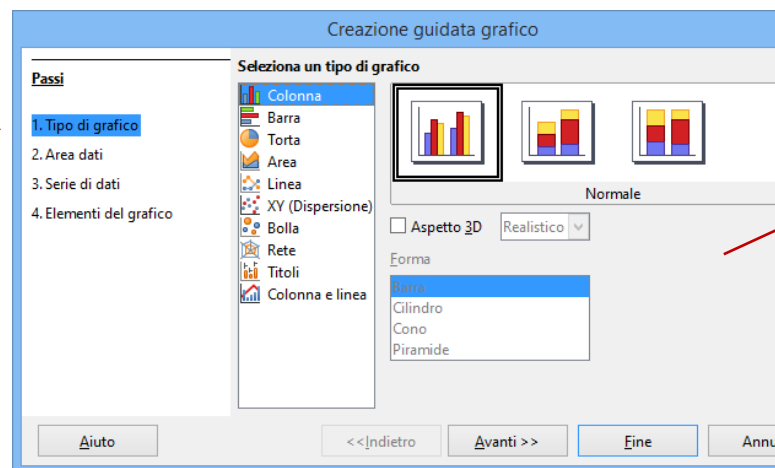 Creazione guidata grafico
Passi
1. Tipo di grafico
2. Area dati
3. Serie di dati
4. Elementi del grafico
Seleziona un tipo di grafico
Colonna
Barra
Torta
Area
Linea
XY (Dispersione)
Bolla
Rete
Titoli
Colonna e linea
Normale
Aspetto 3D
Realistico
Forma
Barra
Cilindro
Cono
Piramide
Aiuto
<<Indietro
Avanti >>
Fine
Annu